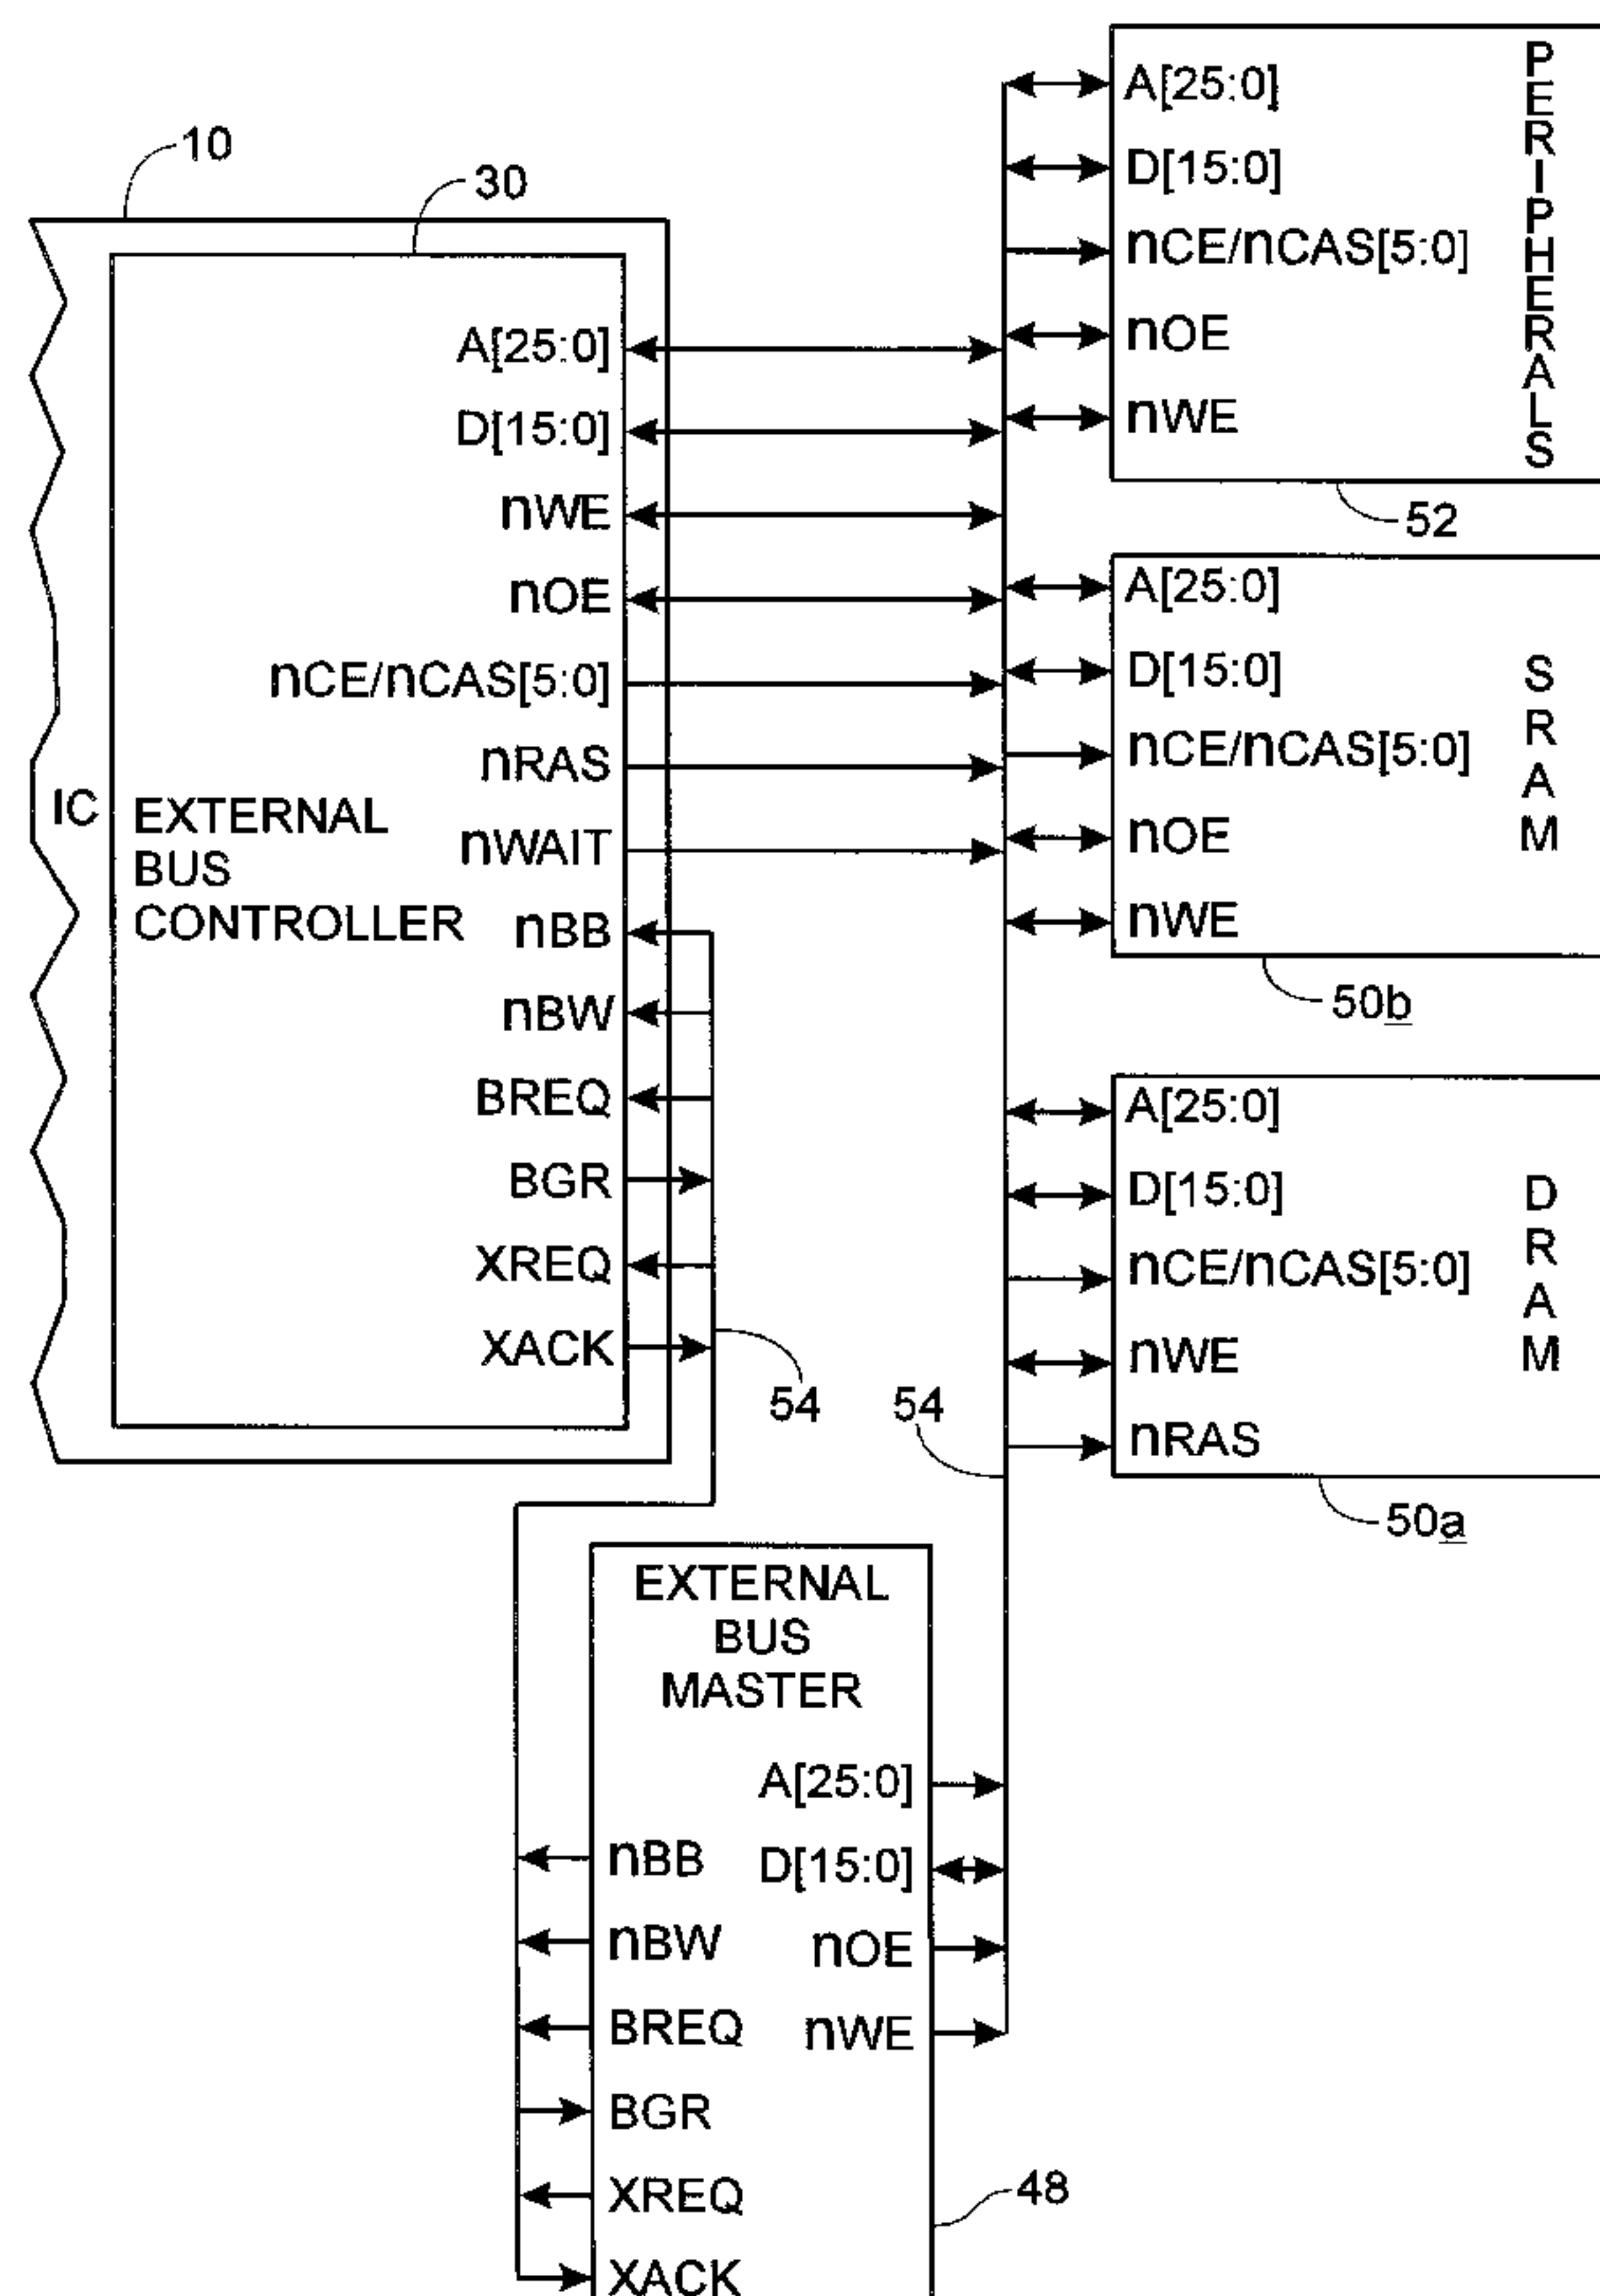 10
30
A[25:0]
D[15:0]
nWE
nOE
nCE/nCAS[5:0]
nRAS
nWAIT
nBB
nBW
BREQ
BGR
XREQ
XACK
IC
EXTERNAL
BUS
CONTROLLER
54
54
A[25:0]
D[15:0]
nCE/nCAS[5:0]
nOE
nWE
PERIPHERALS
52
A[25:0]
D[15:0]
nCE/nCAS[5:0]
nOE
nWE
SRAM
50b
A[25:0]
D[15:0]
nCE/nCAS[5:0]
nWE
nRAS
DRAM
50a
EXTERNAL
BUS
MASTER
A[25:0]
D[15:0]
nOE
nWE
nBB
nBW
BREQ
BGR
XREQ
XACK
48